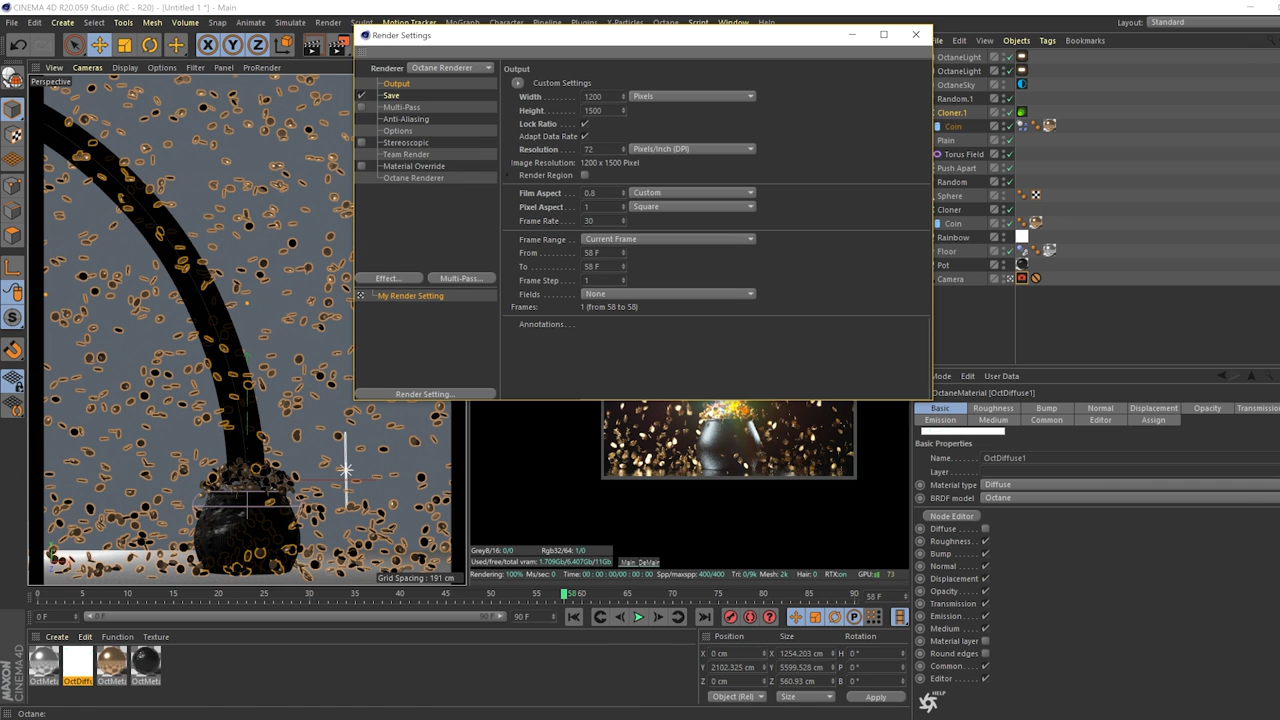 CINEMA 4D R20.059 Studio (RC - R20) - [Untitled 1 *] - Main
File Edit Create Select Tools Mesh Volume Snap Animate Simulate Render Sculpt Motion Tracker MoGraph Character Pipeline Plugins X-Particles Octane Script Window Help
Layout: Standard
View Cameras Display Options Filter Panel ProRender
Perspective
Render Settings
Renderer Octane Renderer
Output
Save
Multi-Pass
Anti-Aliasing
Options
Stereoscopic
Team Render
Material Override
Octane Renderer
Effect... Multi-Pass...
My Render Setting
Render Setting...
Output
Custom Settings
Width 1200 Pixels
Height 1500
Lock Ratio
Adapt Data Rate
Resolution 72 Pixels/Inch (DPI)
Image Resolution: 1200 x 1500 Pixel
Render Region
Film Aspect 0.8 Custom
Pixel Aspect 1 Square
Frame Rate 30
Frame Range Current Frame
From 58 F
To 58 F
Frame Step 1
Fields None
Frames: 1 (from 58 to 58)
Annotations...
File Edit View Objects Tags Bookmarks
OctaneLight
OctaneLight
OctaneSky
Random.1
Cloner.1
Coin
Plain
Torus Field
Push Apart
Random
Sphere
Cloner
Coin
Rainbow
Floor
Pot
Camera
Mode Edit User Data
OctaneMaterial [OctDiffuse1]
Basic Roughness Bump Normal Displacement Opacity Transmission
Emission Medium Common Editor Assign
Basic Properties
Name OctDiffuse1
Layer
Material type Diffuse
BRDF model Octane
Node Editor
Diffuse
Roughness
Bump
Normal
Displacement
Opacity
Transmission
Emission
Medium
Material layer
Round edges
Common
Editor
HELP
Grid Spacing : 191 cm
Grey8/16: 0/0 Rgb32/64: 1/0
Used/free/total vram: 1.709Gb/6.407Gb/11Gb
Rendering: 100% Ms/sec: 0 Time: 00 : 00 : 00/00 : 00 : 00 Spp/maxspp: 400/400 Tri: 0/9k Mesh: 2k Hair: 0 RTX:on GPU: 73
0 5 10 15 20 25 30 35 40 45 50 55 58 60 65 70 75 80 85 90 58 F
0 F 0 F 90 F 90 F
Create Edit Function Texture
OctMet OctDiffu OctMeta OctMeta
Position Size Rotation
X 0 cm X 1254.203 cm H 0 °
Y 2102.325 cm Y 5599.528 cm P 0 °
Z 0 cm Z 560.93 cm B 0 °
Object (Rel) Size Apply
MAXON CINEMA 4D
Octane: